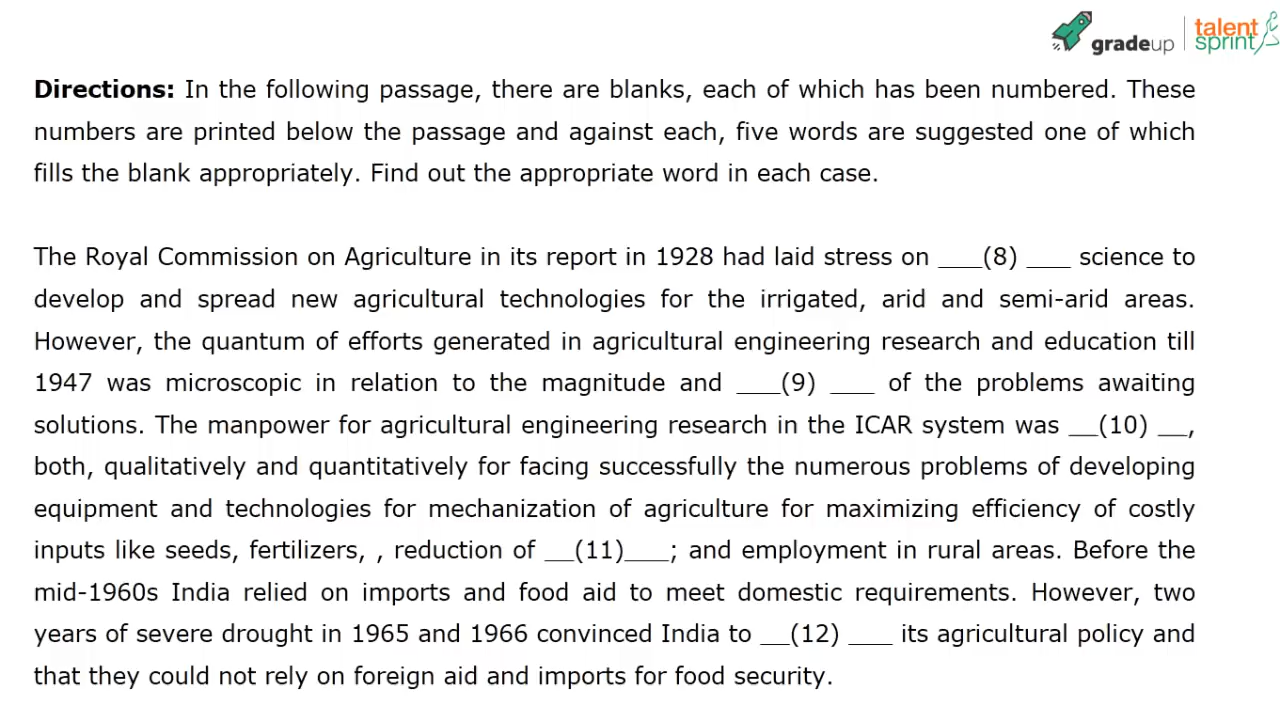 gradeup | talent sprint
Directions: In the following passage, there are blanks, each of which has been numbered. These
numbers are printed below the passage and against each, five words are suggested one of which
fills the blank appropriately. Find out the appropriate word in each case.
The Royal Commission on Agriculture in its report in 1928 had laid stress on ___(8) ___ science to
develop and spread new agricultural technologies for the irrigated, arid and semi-arid areas.
However, the quantum of efforts generated in agricultural engineering research and education till
1947 was microscopic in relation to the magnitude and ___(9) ___ of the problems awaiting
solutions. The manpower for agricultural engineering research in the ICAR system was __(10) __,
both, qualitatively and quantitatively for facing successfully the numerous problems of developing
equipment and technologies for mechanization of agriculture for maximizing efficiency of costly
inputs like seeds, fertilizers, , reduction of __(11)___; and employment in rural areas. Before the
mid-1960s India relied on imports and food aid to meet domestic requirements. However, two
years of severe drought in 1965 and 1966 convinced India to __(12) ___ its agricultural policy and
that they could not rely on foreign aid and imports for food security.